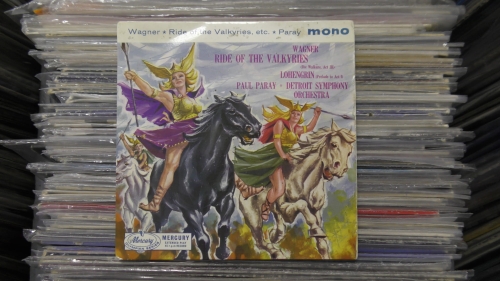 Wagner • Ride of the Valkyries, etc. • Paray mono
WAGNER
RIDE OF THE VALKYRIES
LOHENGRIN
PAUL PARAY • DETROIT SYMPHONY
ORCHESTRA
Mercury
MERCURY